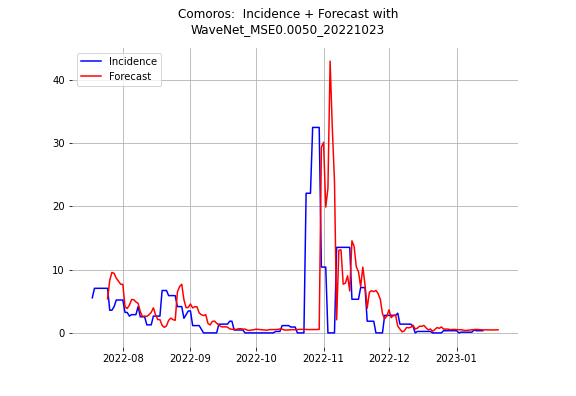 Comoros:  Incidence + Forecast with
WaveNet_MSE0.0050_20221023
Incidence
Forecast
40
30
20
10
0
2022-08 2022-09 2022-10 2022-11 2022-12 2023-01